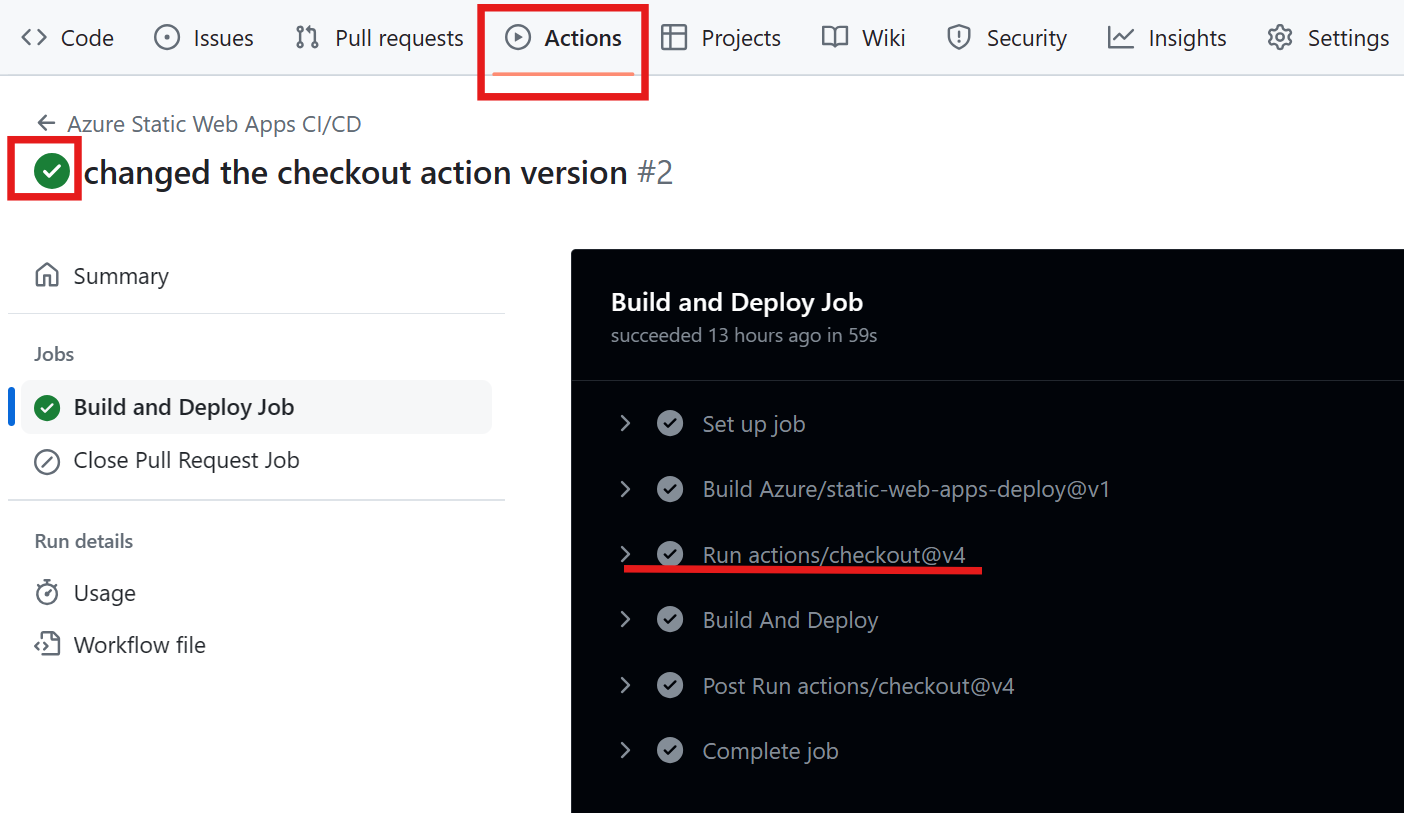 Code Issues Pull requests Actions Projects Wiki Security Insights Settings
Azure Static Web Apps CI/CD
changed the checkout action version #2
Summary
Jobs
Build and Deploy Job
Close Pull Request Job
Run details
Usage
Workflow file
Build and Deploy Job
succeeded 13 hours ago in 59s
Set up job
Build Azure/static-web-apps-deploy@v1
Run actions/checkout@v4
Build And Deploy
Post Run actions/checkout@v4
Complete job